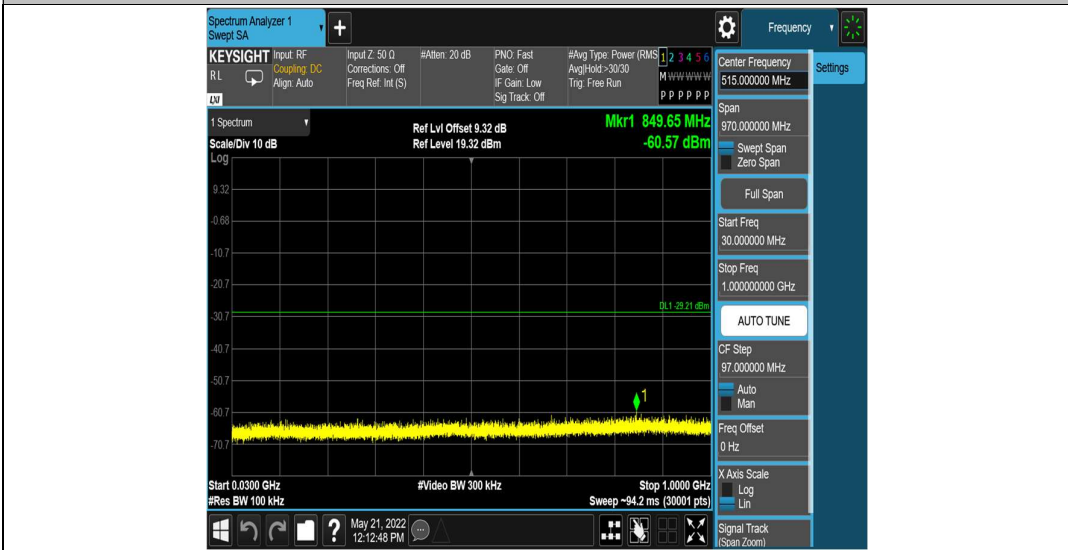 Spectrum Analyzer 1
Swept SA
+
Frequency
KEYSIGHT
RL
LXI
Input: RF
Coupling: DC
Align: Auto
Input Z: 50 Ω
Corrections: Off
Freq Ref: Int (S)
#Atten: 20 dB
PNO: Fast
Gate: Off
IF Gain: Low
Sig Track: Off
#Avg Type: Power (RMS
Avg|Hold:>30/30
Trig: Free Run
1 2 3 4 5 6
M W W W W W
P P P P P P
1 Spectrum
Scale/Div 10 dB
Log
Ref Lvl Offset 9.32 dB
Ref Level 19.32 dBm
Mkr1 849.65 MHz
-60.57 dBm
9.32
-0.68
-10.7
-20.7
DL1 -29.21 dBm
-30.7
-40.7
-50.7
1
-60.7
-70.7
Start 0.0300 GHz
#Res BW 100 kHz
#Video BW 300 kHz
Stop 1.0000 GHz
Sweep ~94.2 ms (30001 pts)
?
May 21, 2022
12:12:48 PM
Center Frequency
515.000000 MHz
Settings
Span
970.000000 MHz
Swept Span
Zero Span
Full Span
Start Freq
30.000000 MHz
Stop Freq
1.000000000 GHz
AUTO TUNE
CF Step
97.000000 MHz
Auto
Man
Freq Offset
0 Hz
X Axis Scale
Log
Lin
Signal Track
(Span Zoom)